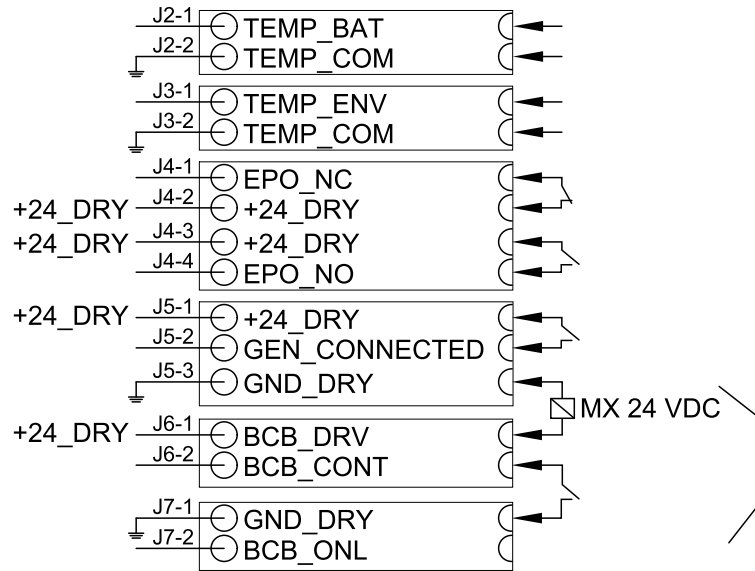 J2-1 TEMP_BAT
J2-2 TEMP_COM
J3-1 TEMP_ENV
J3-2 TEMP_COM
J4-1 EPO_NC
+24_DRY J4-2 +24_DRY
+24_DRY J4-3 +24_DRY
J4-4 EPO_NO
+24_DRY J5-1 +24_DRY
J5-2 GEN_CONNECTED
J5-3 GND_DRY
MX 24 VDC
+24_DRY J6-1 BCB_DRV
J6-2 BCB_CONT
J7-1 GND_DRY
J7-2 BCB_ONL